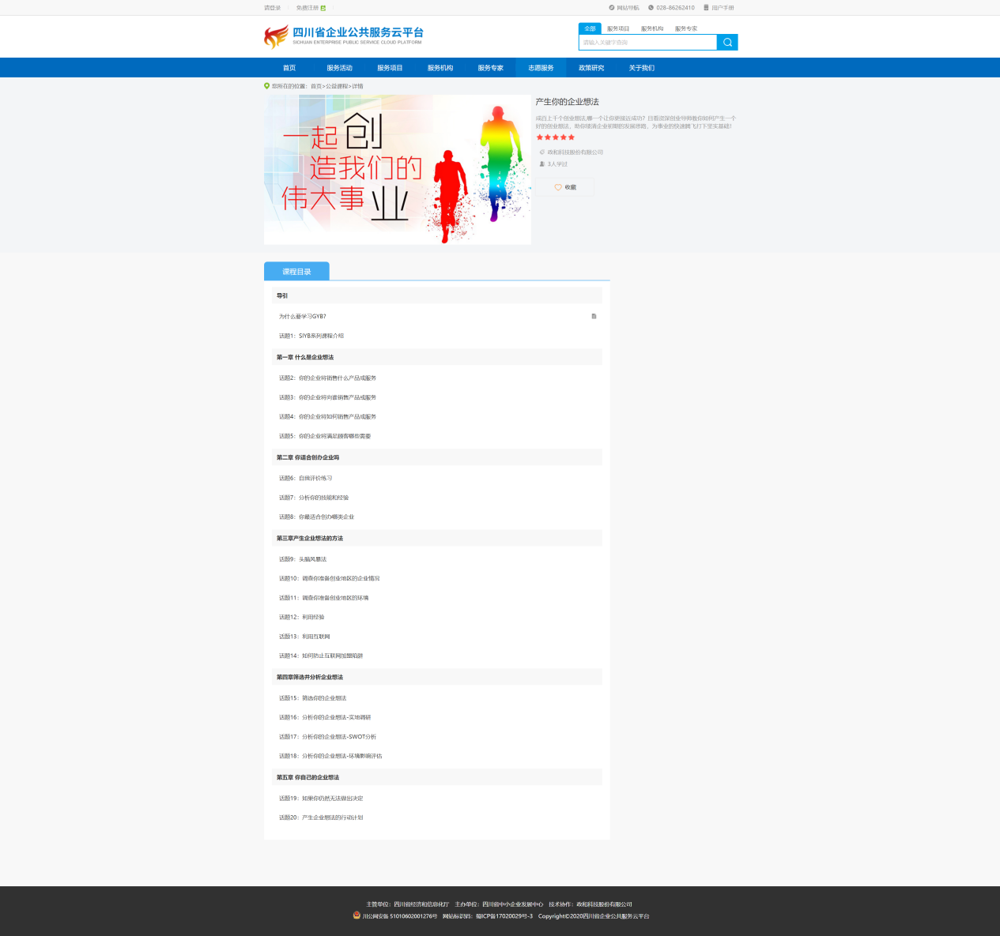 请登录 免费注册
网站导航 028-86262410 用户手册
四川省企业公共服务云平台
SICHUAN ENTERPRISE PUBLIC SERVICE CLOUD PLATFORM
全部 服务项目 服务机构 服务专家
请输入关键字查询
首页 服务活动 服务项目 服务机构 服务专家 志愿服务 政策研究 关于我们
您所在的位置：首页>公益课程>详情
一起创
造我们的
伟大事业
产生你的企业想法
成百上千个创业想法,哪一个让你更接近成功？且看资深创业导师教你如何产生一个
好的创业想法，助你理清企业初期的发展思路，为事业的快速腾飞打下坚实基础！
政和科技股份有限公司
3人学过
收藏
课程目录
导引
为什么要学习GYB?
话题1：SIYB系列课程介绍
第一章 什么是企业想法
话题2：你的企业将销售什么产品或服务
话题3：你的企业将向谁销售产品或服务
话题4：你的企业将如何销售产品或服务
话题5：你的企业将满足顾客哪些需要
第二章 你适合创办企业吗
话题6：自我评价练习
话题7：分析你的技能和经验
话题8：你最适合创办哪类企业
第三章产生企业想法的方法
话题9：头脑风暴法
话题10：调查你准备创业地区的企业情况
话题11：调查你准备创业地区的环境
话题12：利用经验
话题13：利用互联网
话题14：如何防止互联网加盟陷阱
第四章筛选并分析企业想法
话题15：筛选你的企业想法
话题16：分析你的企业想法-实地调研
话题17：分析你的企业想法-SWOT分析
话题18：分析你的企业想法-环境影响评估
第五章 你自己的企业想法
话题19：如果你仍然无法做出决定
话题20：产生企业想法的行动计划
主管单位：四川省经济和信息化厅 主办单位：四川省中小企业发展中心 技术协作：政和科技股份有限公司
川公网安备 51010602001276号 网站标识码：蜀ICP备17020029号-3 Copyright©2020四川省企业公共服务云平台